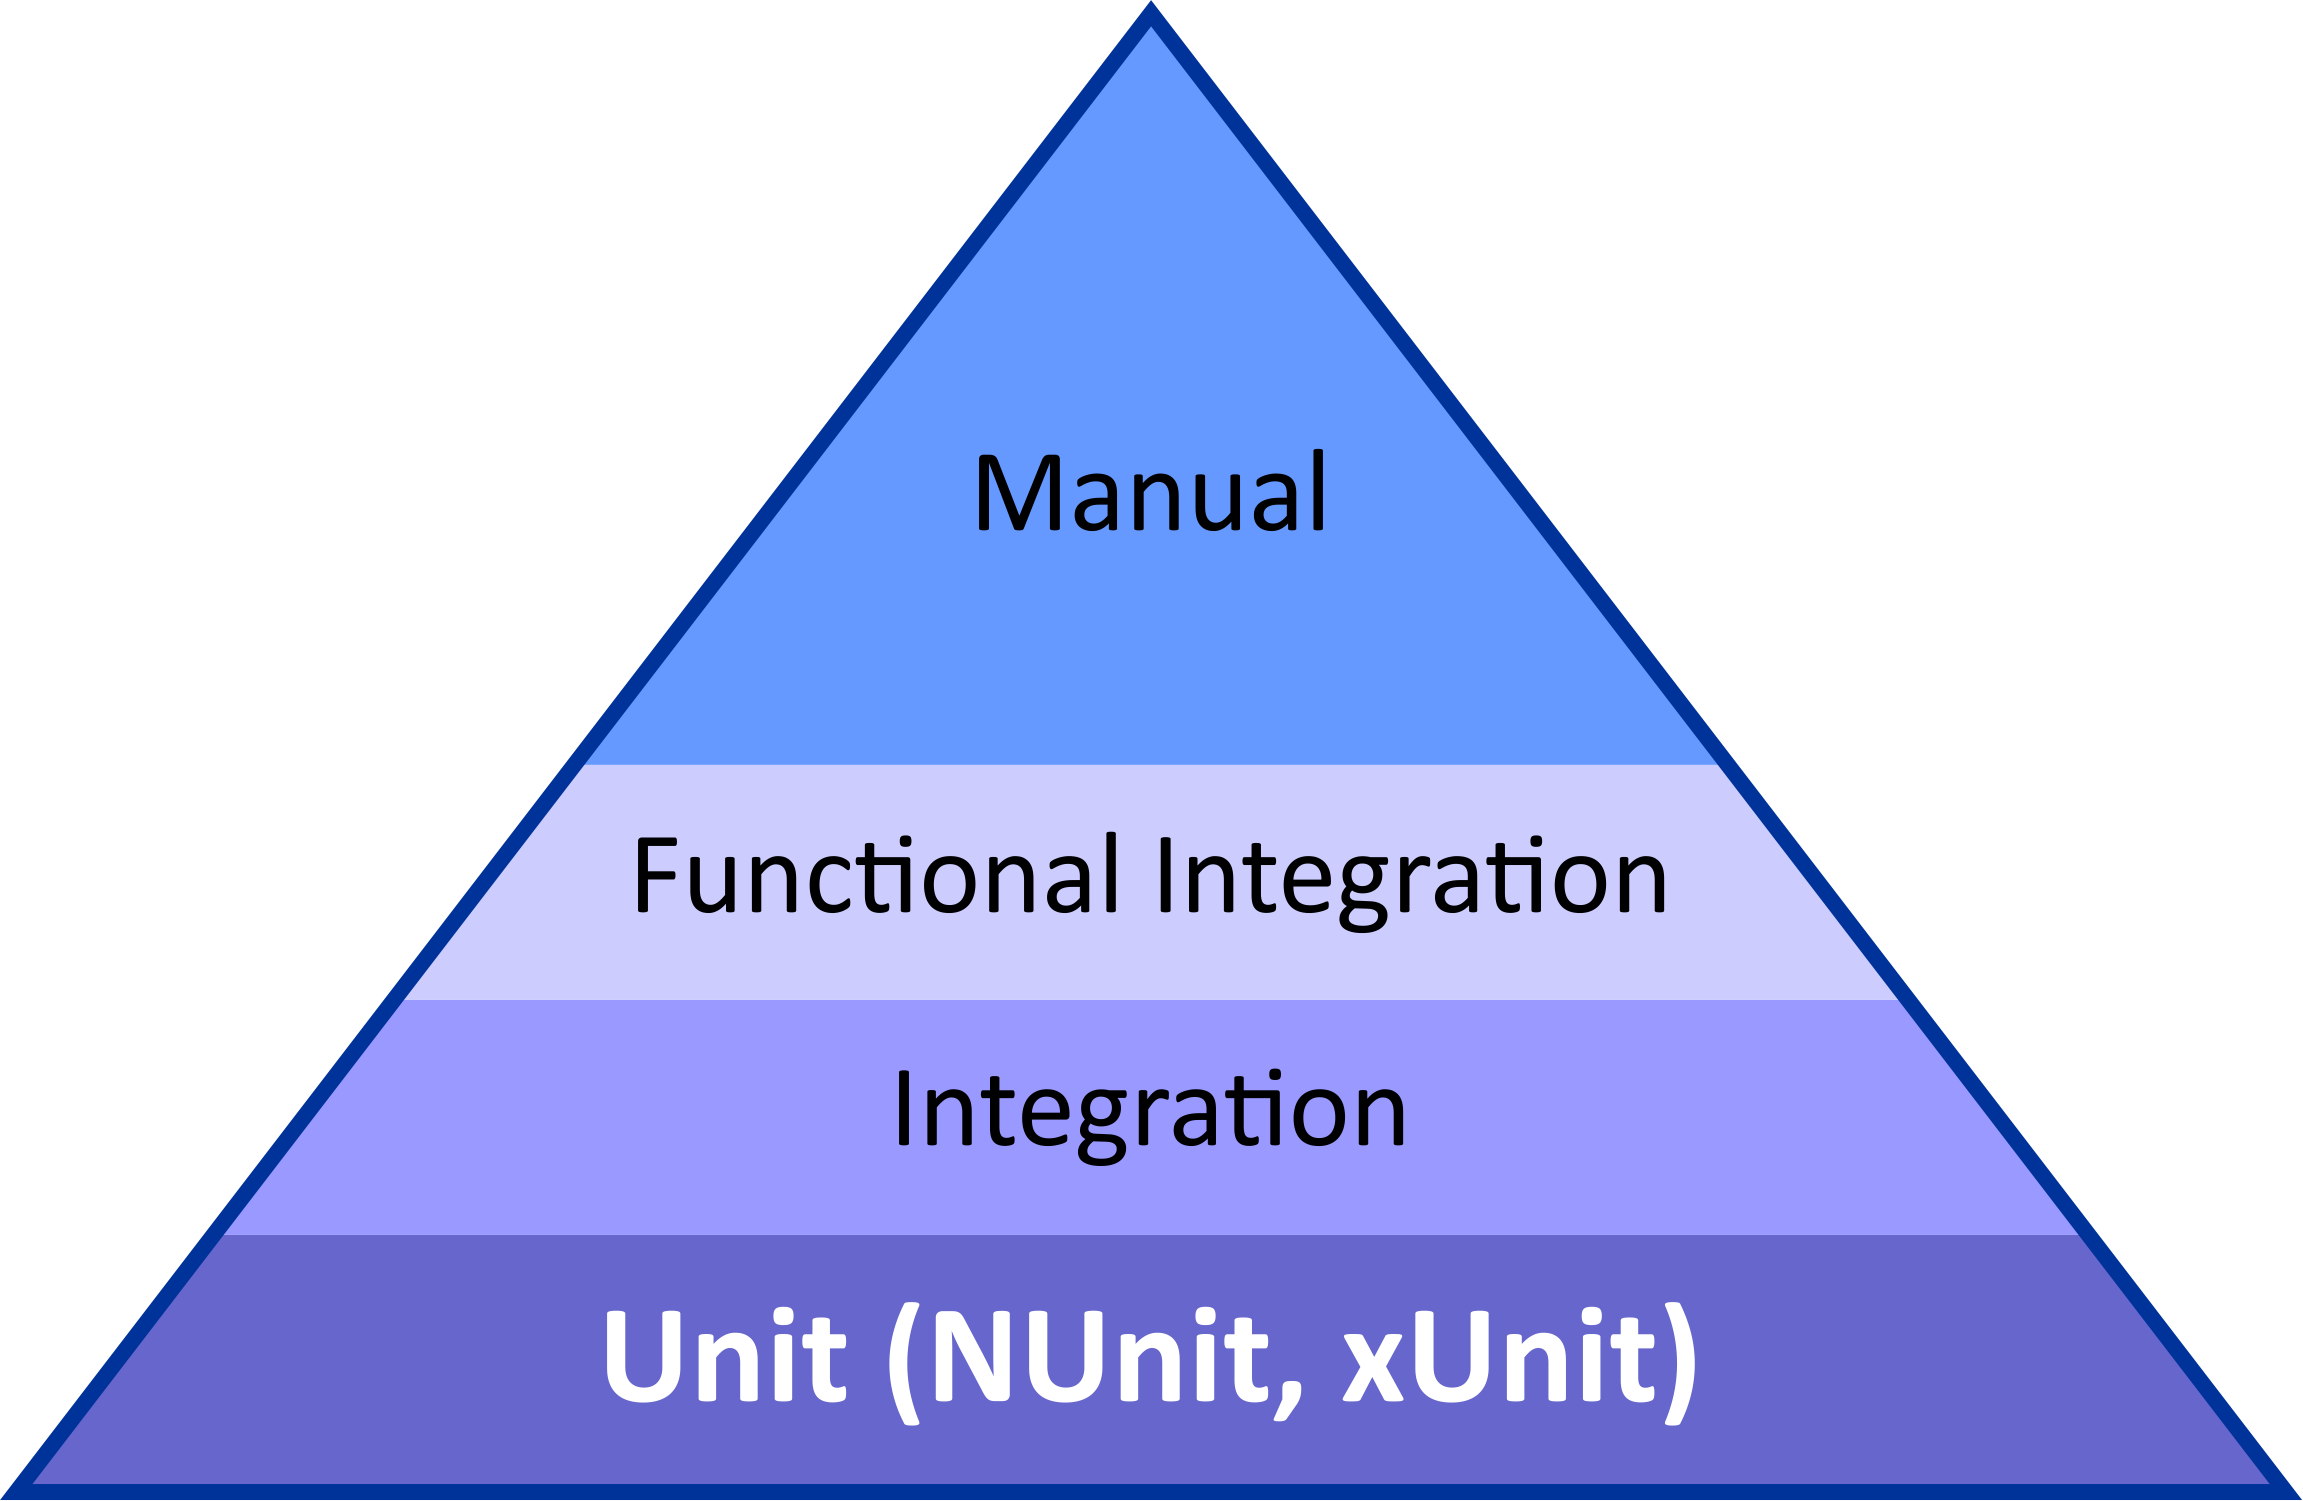 Manual
Functional Integration
Integration
Unit (NUnit, xUnit)